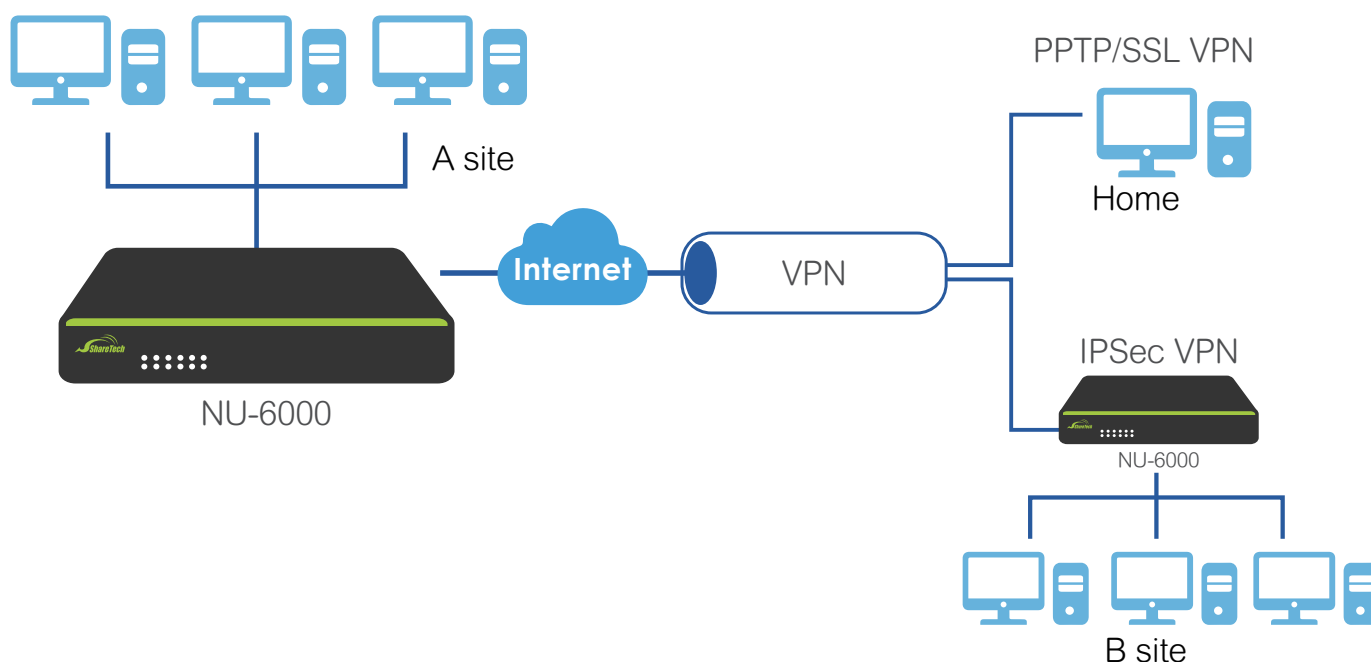 PPTP/SSL VPN
A site
Home
Internet
VPN
ShareTech
NU-6000
IPSec VPN
ShareTech
NU-6000
B site